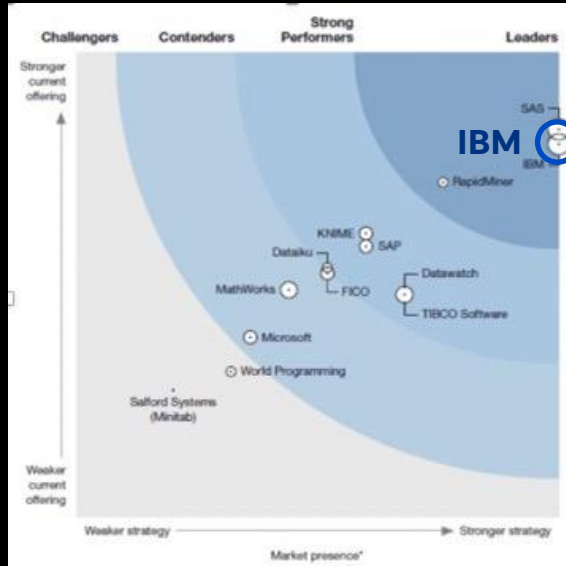 Challengers
Contenders
Strong
Performers
Leaders
Stronger
current
offering
SAS
IBM
IBM
RapidMiner
KNIME
SAP
Dataiku
Datawatch
MathWorks
FICO
TIBCO Software
Microsoft
World Programming
Salford Systems
(Minitab)
Weaker
current
offering
Weaker strategy
Stronger strategy
Market presence*